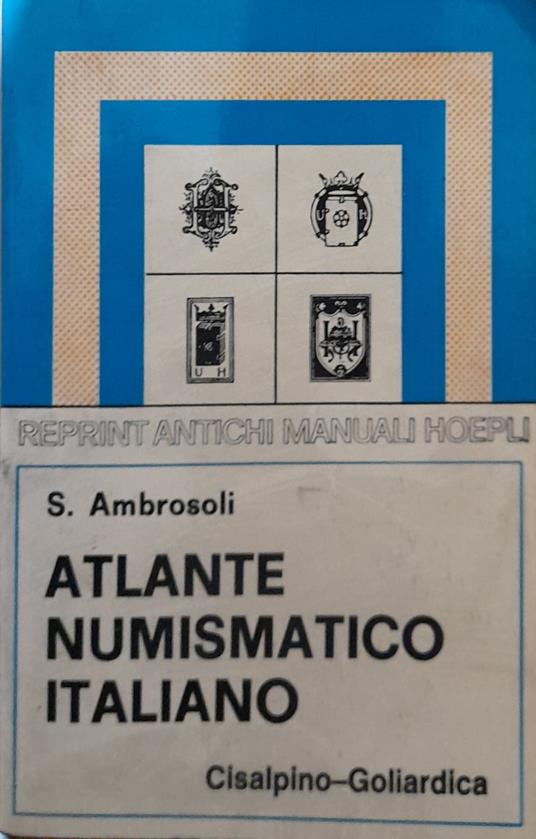 U H
U H
REPRINT ANTICHI MANUALI HOEPLI
S. Ambrosoli
ATLANTE
NUMISMATICO
ITALIANO
Cisalpino–Goliardica